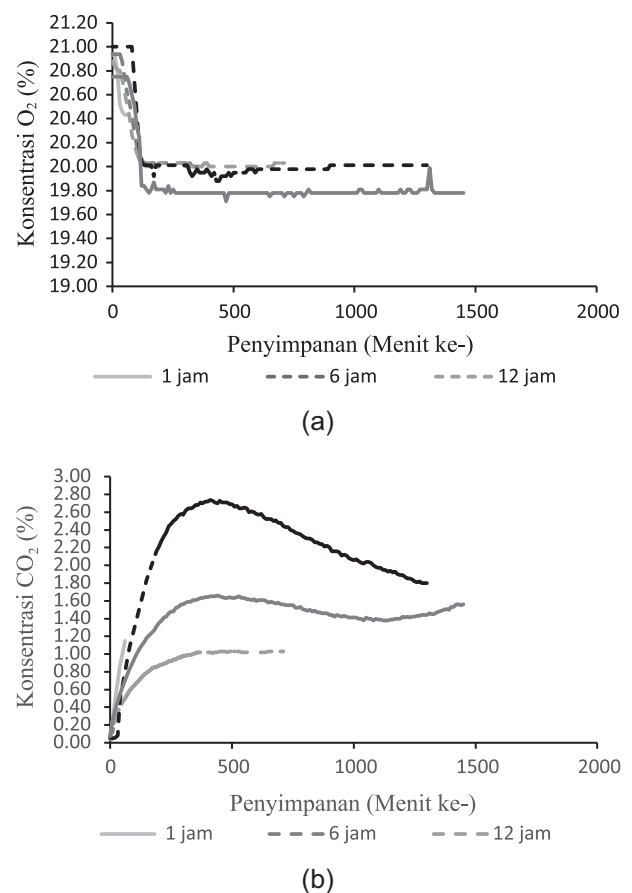 21.20
21.00
20.80
20.60
20.40
20.20
20.00
19.80
19.60
19.40
19.20
19.00
Konsentrasi O₂ (%)
0 500 1000 1500 2000
Penyimpanan (Menit ke-)
1 jam 6 jam 12 jam
(a)
3.00
2.80
2.60
2.40
2.20
2.00
1.80
1.60
1.40
1.20
1.00
0.80
0.60
0.40
0.20
0.00
Konsentrasi CO₂ (%)
0 500 1000 1500 2000
Penyimpanan (Menit ke-)
1 jam 6 jam 12 jam
(b)